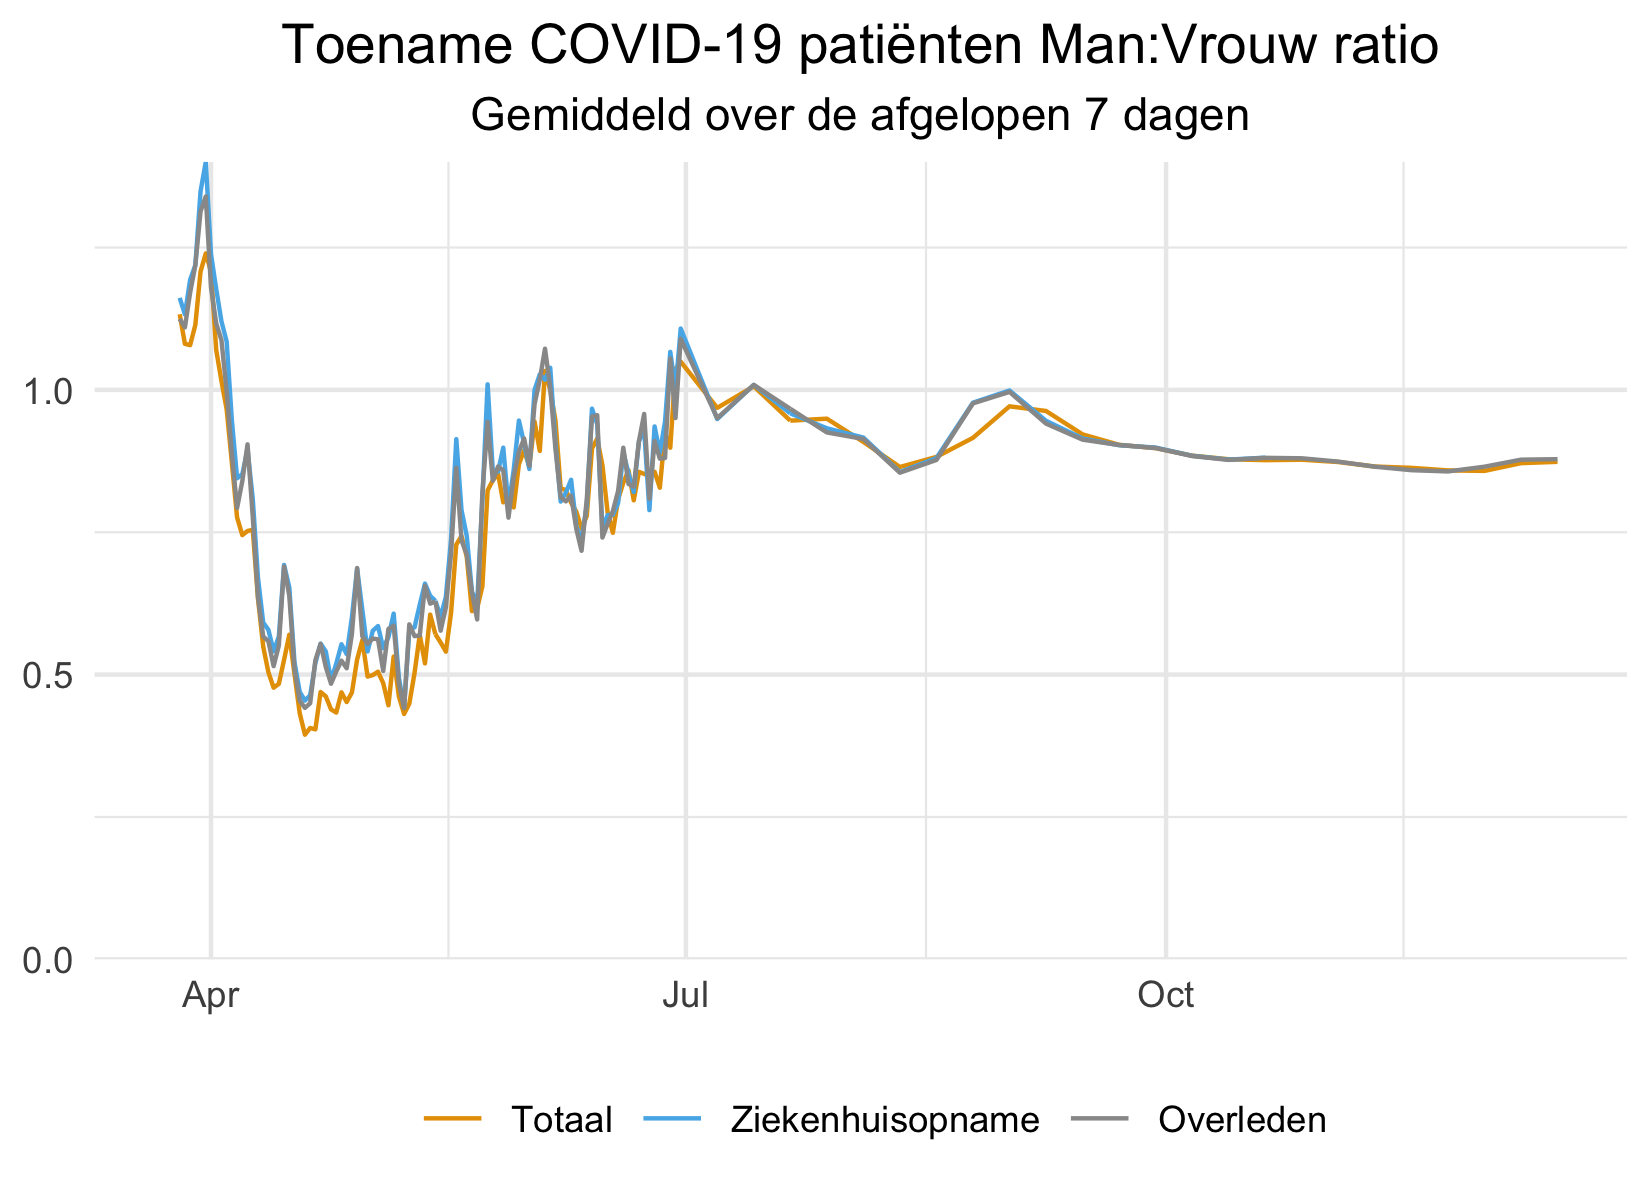 Toename COVID-19 patiënten Man:Vrouw ratio
Gemiddeld over de afgelopen 7 dagen
1.0
0.5
0.0
Apr Jul Oct
Totaal Ziekenhuisopname Overleden